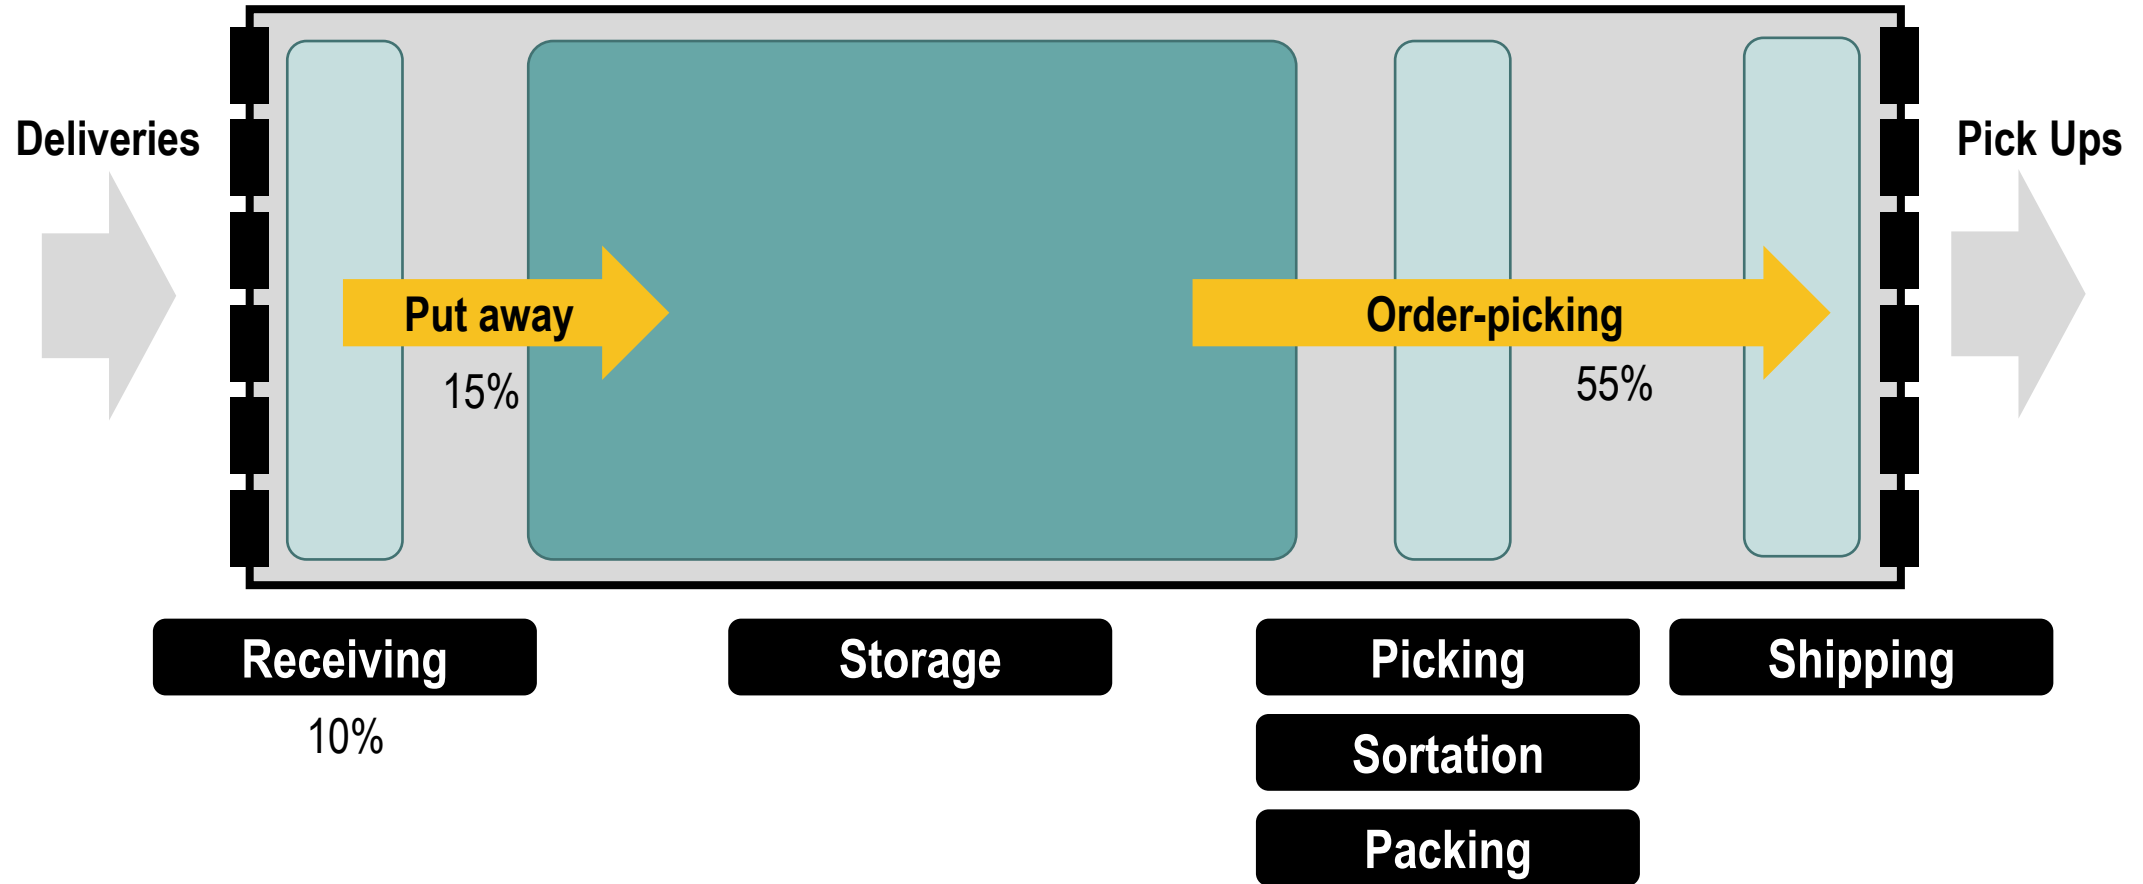 Deliveries
Pick Ups
Put away
Order-picking
15%
55%
Receiving
Storage
Picking
Shipping
10%
Sortation
Packing